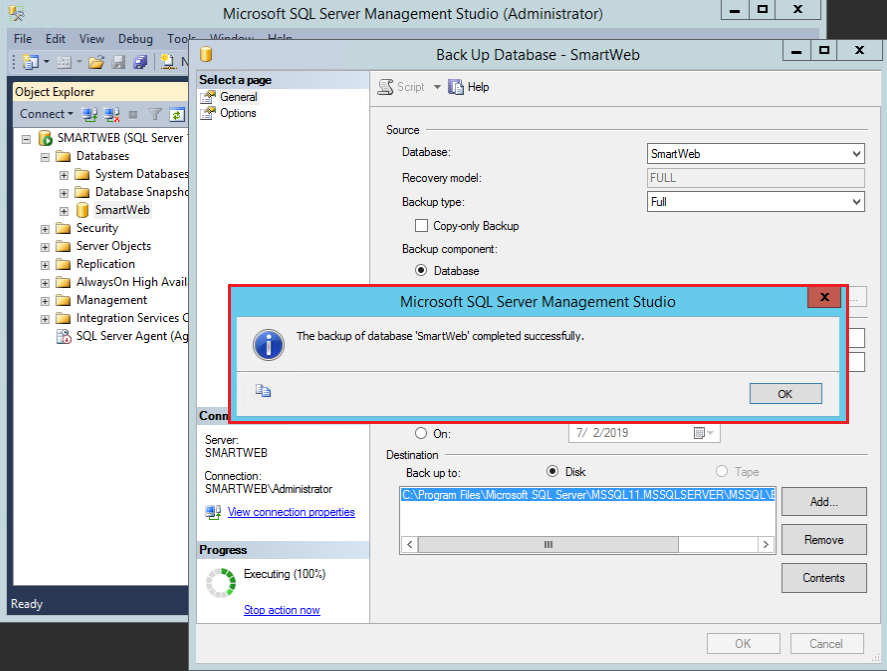 Microsoft SQL Server Management Studio (Administrator)
File Edit View Debug Tools Window Help
Back Up Database - SmartWeb
Object Explorer
Connect
SMARTWEB (SQL Server
Databases
System Databases
Database Snapsho
SmartWeb
Security
Server Objects
Replication
AlwaysOn High Avail
Management
Integration Services C
SQL Server Agent (Ag
Ready
Select a page
General
Options
Script Help
Source
Database: SmartWeb
Recovery model: FULL
Backup type: Full
Copy-only Backup
Backup component:
Database
Microsoft SQL Server Management Studio
The backup of database 'SmartWeb' completed successfully.
OK
On: 7/ 2/2019
Destination
Back up to: Disk Tape
C:\Program Files\Microsoft SQL Server\MSSQL11.MSSQLSERVER\MSSQL\
Add...
Remove
Contents
Server:
SMARTWEB
Connection:
SMARTWEB\Administrator
View connection properties
Progress
Executing (100%)
Stop action now
OK Cancel